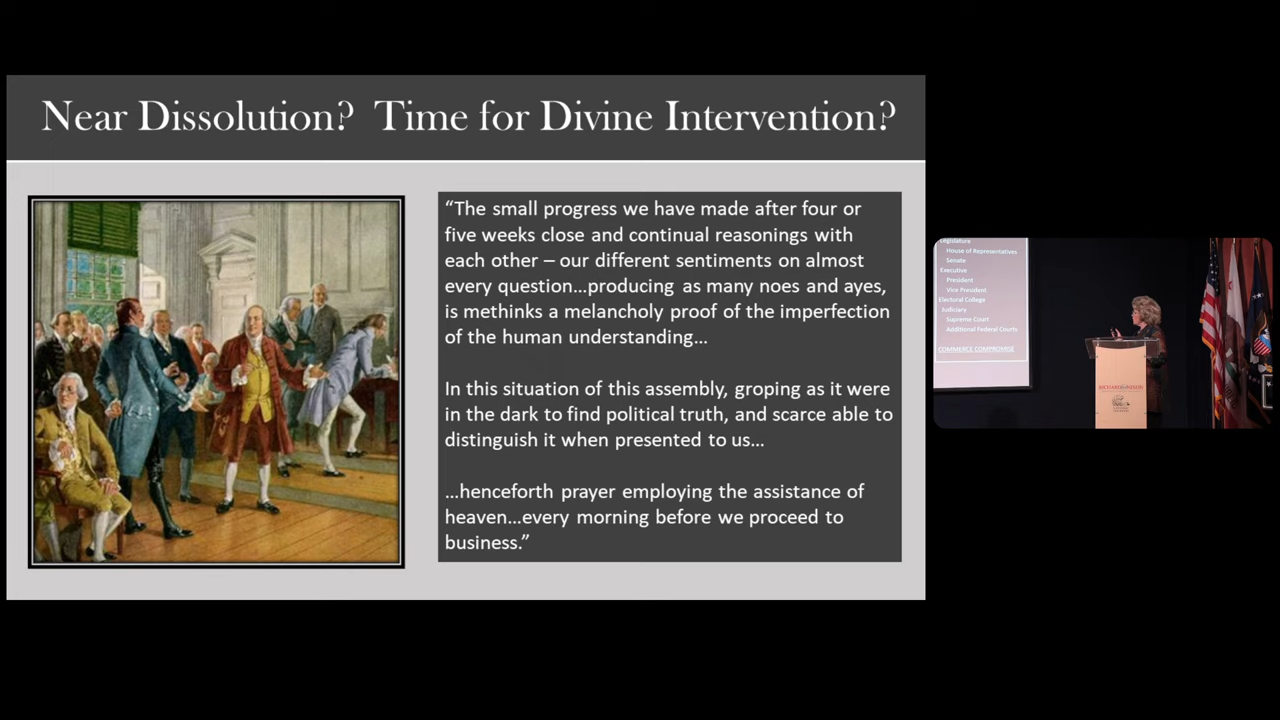 Near Dissolution? Time for Divine Intervention?
“The small progress we have made after four or
five weeks close and continual reasonings with
each other – our different sentiments on almost
every question…producing as many noes and ayes,
is methinks a melancholy proof of the imperfection
of the human understanding…
In this situation of this assembly, groping as it were
in the dark to find political truth, and scarce able to
distinguish it when presented to us…
…henceforth prayer employing the assistance of
heaven…every morning before we proceed to
business.”
Legislature
House of Representatives
Senate
Executive
President
Vice President
Electoral College
Judiciary
Supreme Court
Additional Federal Courts
COMMERCE COMPROMISE
RICHARD NIXON